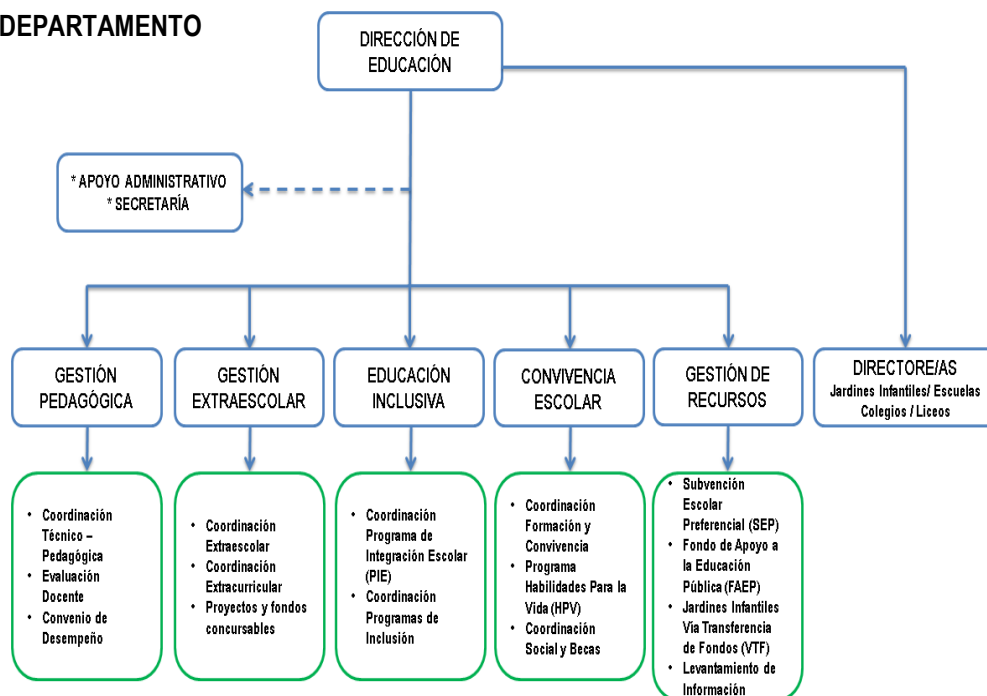 DEPARTAMENTO
DIRECCIÓN DE
EDUCACIÓN
* APOYO ADMINISTRATIVO
* SECRETARÍA
GESTIÓN
PEDAGÓGICA
GESTIÓN
EXTRAESCOLAR
EDUCACIÓN
INCLUSIVA
CONVIVENCIA
ESCOLAR
GESTIÓN DE
RECURSOS
DIRECTORE/AS
Jardines Infantiles/ Escuelas
Colegios / Liceos
• Coordinación
Técnico –
Pedagógica
• Evaluación
Docente
• Convenio de
Desempeño
• Coordinación
Extraescolar
• Coordinación
Extracurricular
• Proyectos y fondos
concursables
• Coordinación
Programa de
Integración Escolar
(PIE)
• Coordinación
Programas de
Inclusión
• Coordinación
Formación y
Convivencia
• Programa
Habilidades Para la
Vida (HPV)
• Coordinación
Social y Becas
• Subvención
Escolar
Preferencial (SEP)
• Fondo de Apoyo a
la Educación
Pública (FAEP)
• Jardines Infantiles
Via Transferencia
de Fondos (VTF)
• Levantamiento de
Información